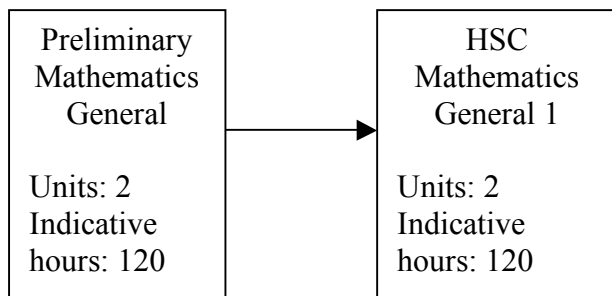 Preliminary
Mathematics
General
Units: 2
Indicative
hours: 120
HSC
Mathematics
General 1
Units: 2
Indicative
hours: 120